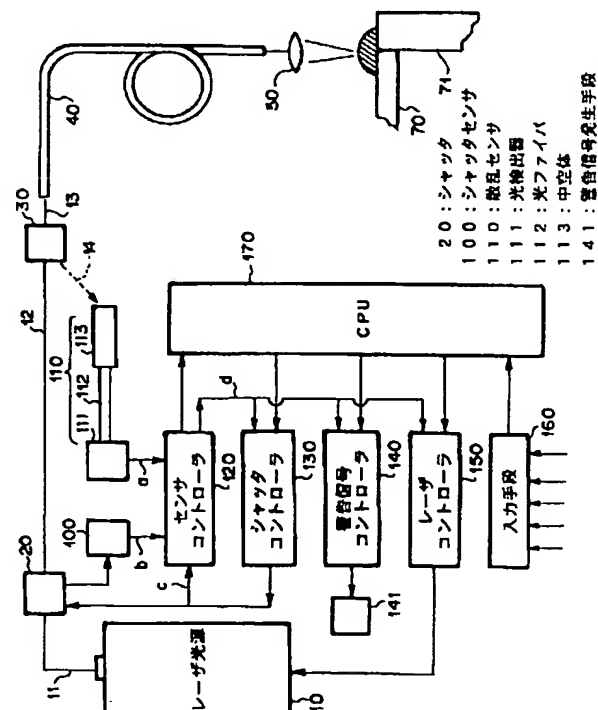 40
50
70
71
30
13
12
14
110
111
112
113
20
100
a
b
c
d
11
レーザ光源
10
センサ
コントローラ
120
シャッタ
コントローラ
130
警告信号
コントローラ
140
141
レーザ
コントローラ
150
入力手段
160
CPU
170
20:シャッタ
100:シャッタセンサ
110:散乱センサ
111:光検出器
112:光ファイバ
113:中空体
141:警告信号発生手段